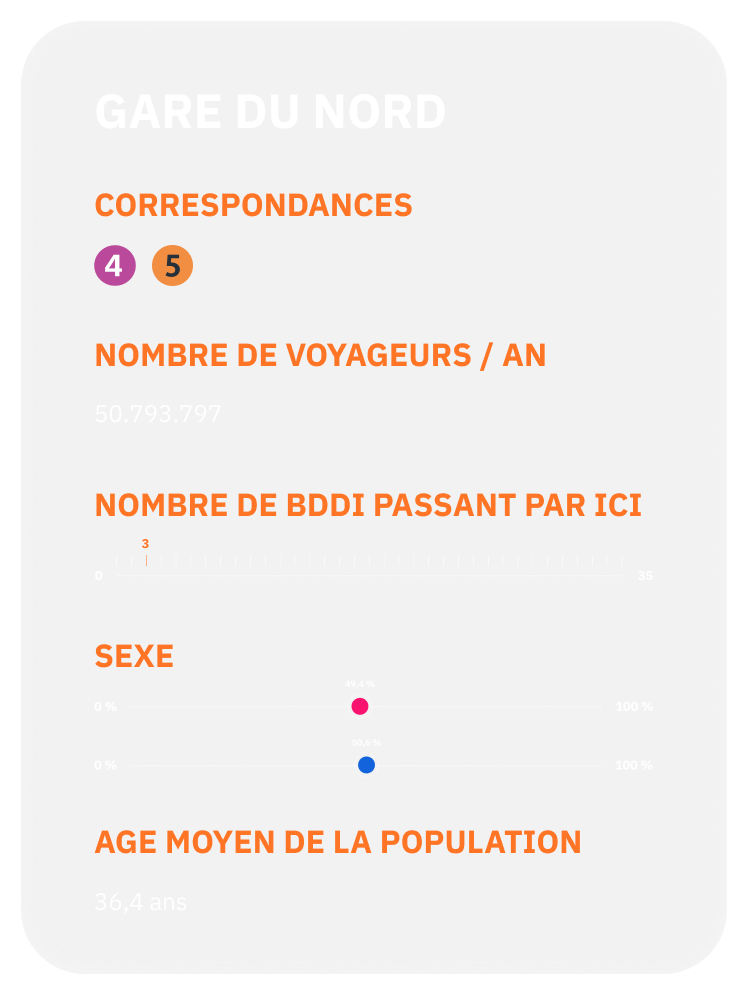 GARE DU NORD
CORRESPONDANCES
4 5
NOMBRE DE VOYAGEURS / AN
50.793.797
NOMBRE DE BDDI PASSANT PAR ICI
3
0 35
SEXE
49,4 %
0 % 100 %
50,6 %
0 % 100 %
AGE MOYEN DE LA POPULATION
36,4 ans